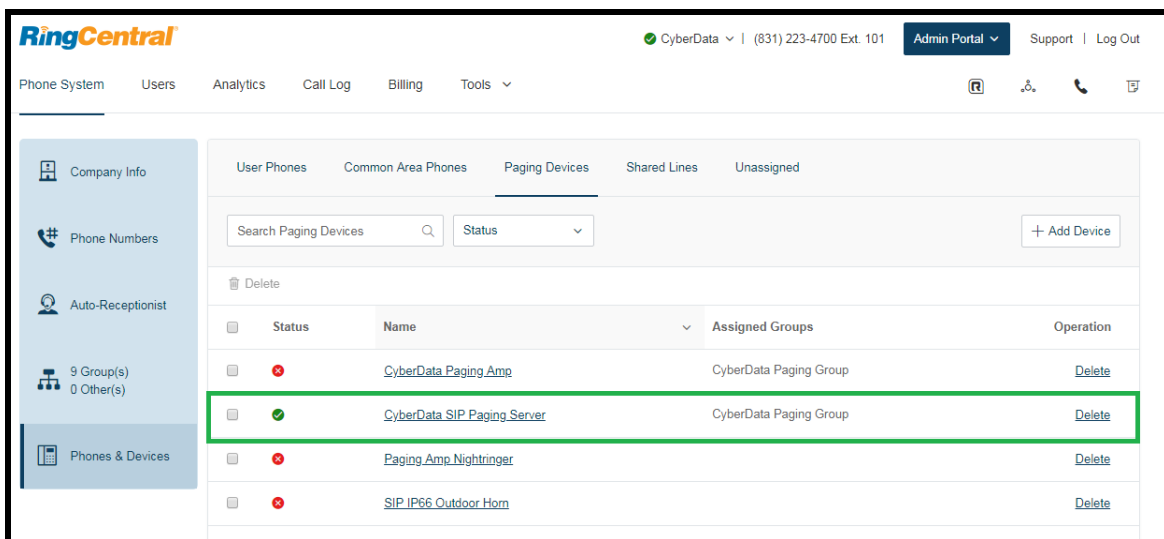 RingCentral
CyberData | (831) 223-4700 Ext. 101
Admin Portal
Support | Log Out
Phone System Users Analytics Call Log Billing Tools
Company Info
Phone Numbers
Auto-Receptionist
9 Group(s)
0 Other(s)
Phones & Devices
User Phones Common Area Phones Paging Devices Shared Lines Unassigned
Search Paging Devices Status + Add Device
Delete
Status Name Assigned Groups Operation
CyberData Paging Amp CyberData Paging Group Delete
CyberData SIP Paging Server CyberData Paging Group Delete
Paging Amp Nightringer Delete
SIP IP66 Outdoor Horn Delete